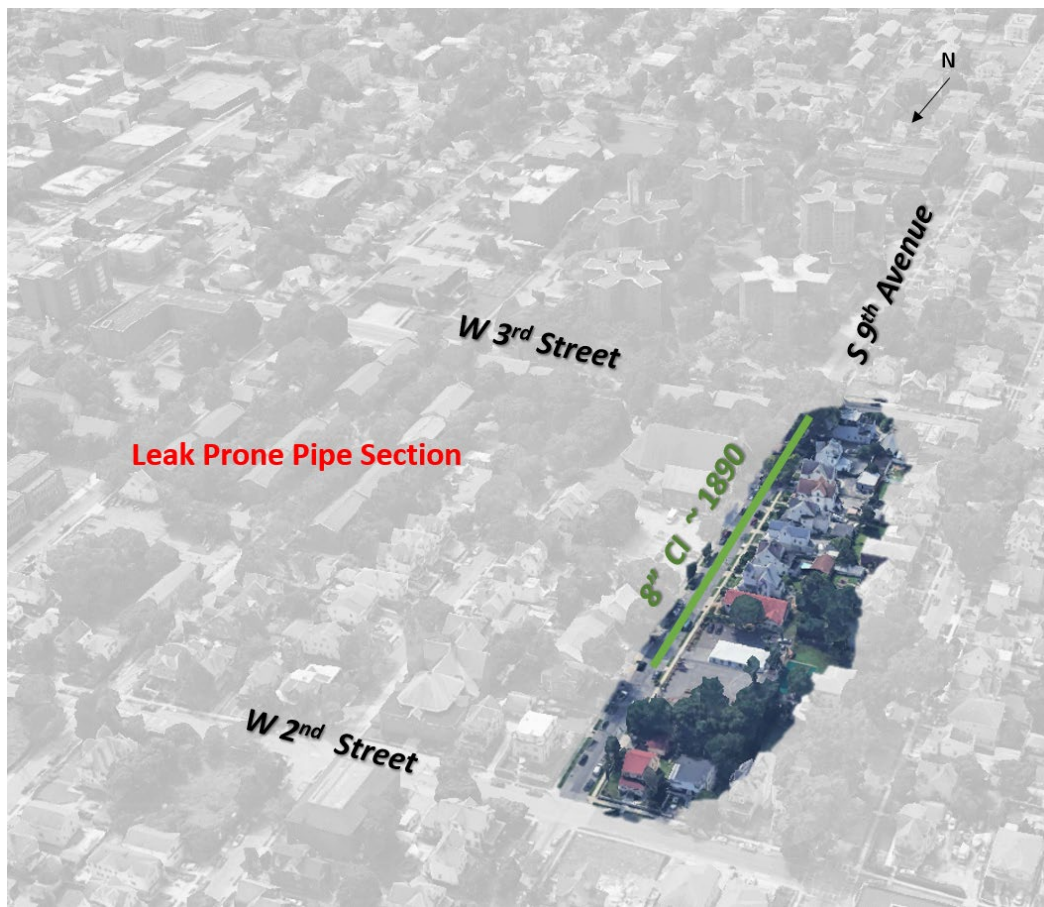 N
S 9th Avenue
W 3rd Street
Leak Prone Pipe Section
8" CI ~ 1890
W 2nd Street